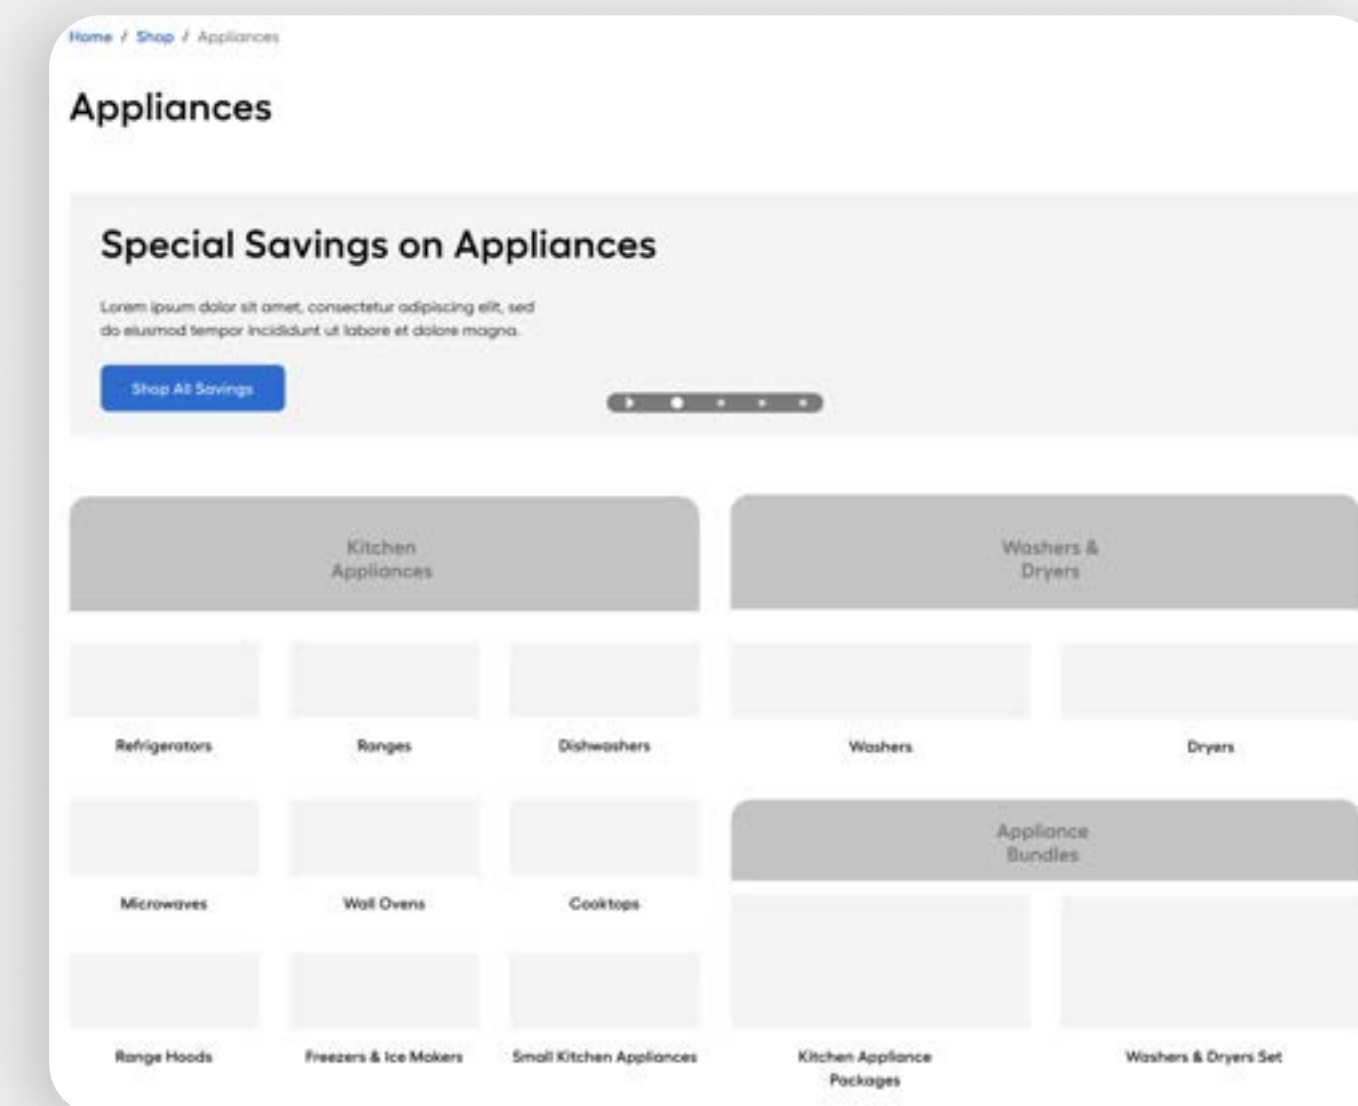 Home / Shop / Appliances
Appliances
Special Savings on Appliances
Lorem ipsum dolor sit amet, consectetur adipiscing elit, sed
do eiusmod tempor incididunt ut labore et dolore magna.
Shop All Savings
Kitchen
Appliances
Refrigerators
Ranges
Dishwashers
Microwaves
Wall Ovens
Cooktops
Range Hoods
Freezers & Ice Makers
Small Kitchen Appliances
Washers &
Dryers
Washers
Dryers
Appliance
Bundles
Kitchen Appliance
Packages
Washers & Dryers Set